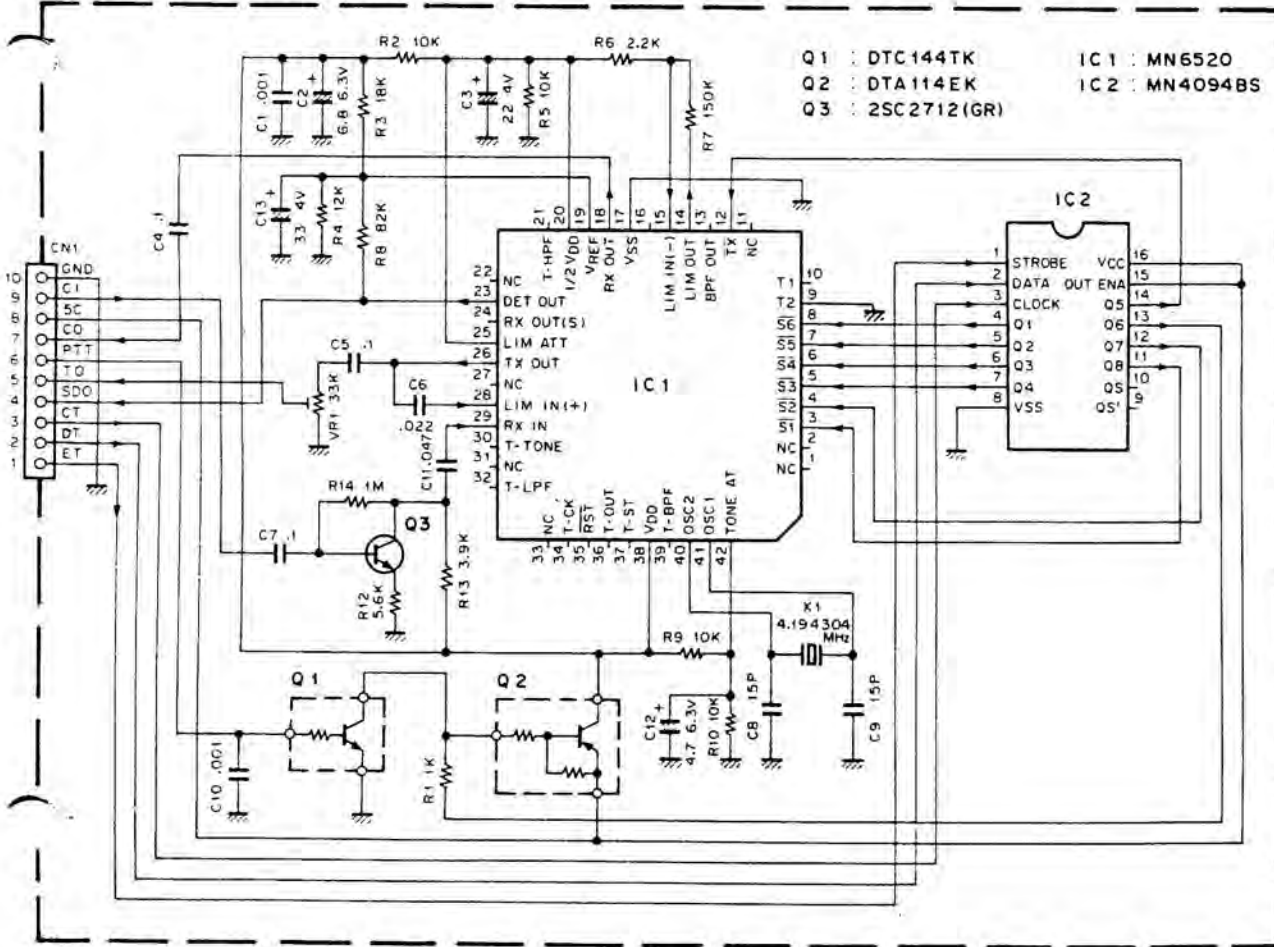 Q1 : DTC144TK
Q2 : DTA114EK
Q3 : 2SC2712(GR)
IC1 : MN6520
IC2 : MN4094BS
R2 10K
R6 2.2K
C1 .001
C2 +
6.8 6.3V
R3 18K
C3 +
22 4V
R5 10K
R7 150K
C4 .1
C13 +
33 4V
R4 12K
R8 82K
CN1
10 GND
9 CI
8 5C
7 CO
6 PTT
5 TO
4 SDO
3 CT
2 DT
1 ET
IC1
21 T-HPF
20 1/2 VDD
19 VREF
18 RX OUT
17 VSS
16
15 LIM IN(-)
14 LIM OUT
13 BPF OUT
12 TX
11 NC
22 NC
23 DET OUT
24 RX OUT(S)
25 LIM ATT
26 TX OUT
27 NC
28 LIM IN(+)
29 RX IN
30 T-TONE
31 NC
32 T-LPF
10 T1
9 T2
8 S6
7 S5
6 S4
5 S3
4 S2
3 S1
2 NC
1 NC
33 NC
34 T-CK
35 RST
36 T-OUT
37 T-ST
38 VDD
39 T-BPF
40 OSC2
41 OSC1
42 TONE AT
IC2
1 STROBE
2 DATA
3 CLOCK
4 Q1
5 Q2
6 Q3
7 Q4
8 VSS
VCC 16
OUT ENA 15
Q5 14
Q6 13
Q7 12
Q8 11
QS 10
QS' 9
C5 .1
C6
.022
VR1 33K
C11 .047
R14 1M
Q3
C7 .1
R12
5.6K
R13 3.9K
R9 10K
X1
4.194304
MHz
C8 15P
C9 15P
C12 +
4.7 6.3V
R10 10K
Q1
Q2
C10 .001
R1 1K